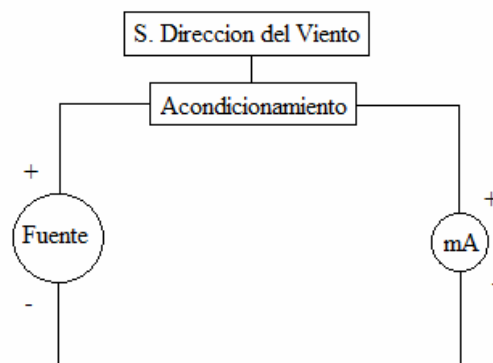 S. Direccion del Viento
Acondicionamiento
+
+
Fuente
mA
-
-